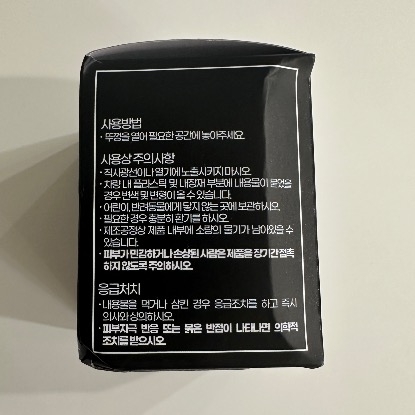 사용방법
· 뚜껑을 열어 필요한 공간에 놓아주세요.
사용상 주의사항
· 직사광선이나 열기에 노출시키지 마시오.
· 차량 내 플라스틱 및 내장재 부분에 내용물이 묻었을
경우 변색 및 변형이 올 수 있습니다.
· 어린이, 반려동물에게 닿지 않는 곳에 보관하시오.
· 필요한 경우 충분히 환기를 하시오.
· 제조공정상 제품 내부에 소량의 물기가 남아있을 수
있습니다.
· 피부가 민감하거나 손상된 사람은 제품을 장기간 접촉
하지 않도록 주의하시오.
응급처치
· 내용물을 먹거나 삼킨 경우 응급조치를 하고 즉시
의사와 상의하시오.
· 피부자극 반응 또는 붉은 반점이 나타나면 의학적
조치를 받으시오.